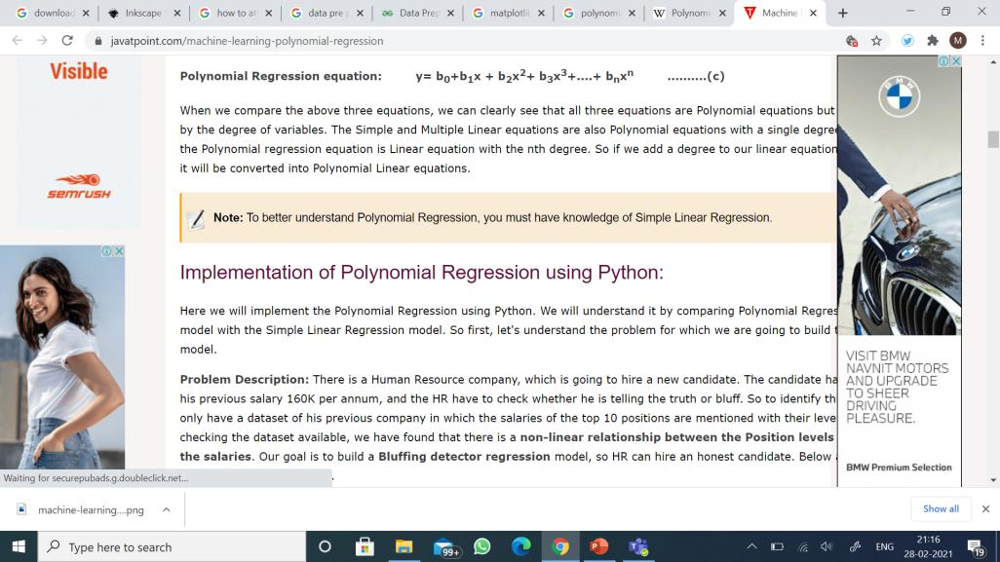 download
Inkscape
how to at
data pre p
Data Prep
matplotli
polynomi
Polynomi
Machine
javatpoint.com/machine-learning-polynomial-regression
M
Visible
semrush
Polynomial Regression equation: y= b0+b1x + b2x2+ b3x3+....+ bnxn ..........(c)
When we compare the above three equations, we can clearly see that all three equations are Polynomial equations but
by the degree of variables. The Simple and Multiple Linear equations are also Polynomial equations with a single degree
the Polynomial regression equation is Linear equation with the nth degree. So if we add a degree to our linear equation
it will be converted into Polynomial Linear equations.
Note: To better understand Polynomial Regression, you must have knowledge of Simple Linear Regression.
Implementation of Polynomial Regression using Python:
Here we will implement the Polynomial Regression using Python. We will understand it by comparing Polynomial Regres
model with the Simple Linear Regression model. So first, let's understand the problem for which we are going to build t
model.
Problem Description: There is a Human Resource company, which is going to hire a new candidate. The candidate ha
his previous salary 160K per annum, and the HR have to check whether he is telling the truth or bluff. So to identify th
only have a dataset of his previous company in which the salaries of the top 10 positions are mentioned with their leve
checking the dataset available, we have found that there is a non-linear relationship between the Position levels
the salaries. Our goal is to build a Bluffing detector regression model, so HR can hire an honest candidate. Below
.
BMW
VISIT BMW
NAVNIT MOTORS
AND UPGRADE
TO SHEER
DRIVING
PLEASURE.
BMW Premium Selection
Waiting for securepubads.g.doubleclick.net...
machine-learning....png
Show all
Type here to search
99+
ENG
21:16
28-02-2021
19